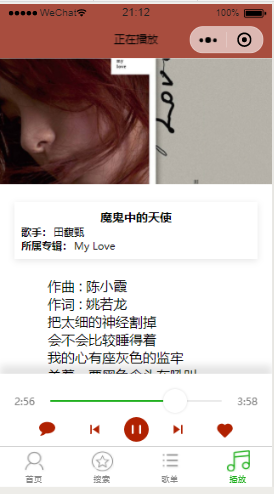 WeChat
21:12
100%
正在播放
my
love
魔鬼中的天使
歌手: 田馥甄
所属专辑: My Love
作曲 : 陈小霞
作词 : 姚若龙
把太细的神经割掉
会不会比较睡得着
我的心有座灰色的监牢
2:56
3:58
首页
搜索
歌单
播放